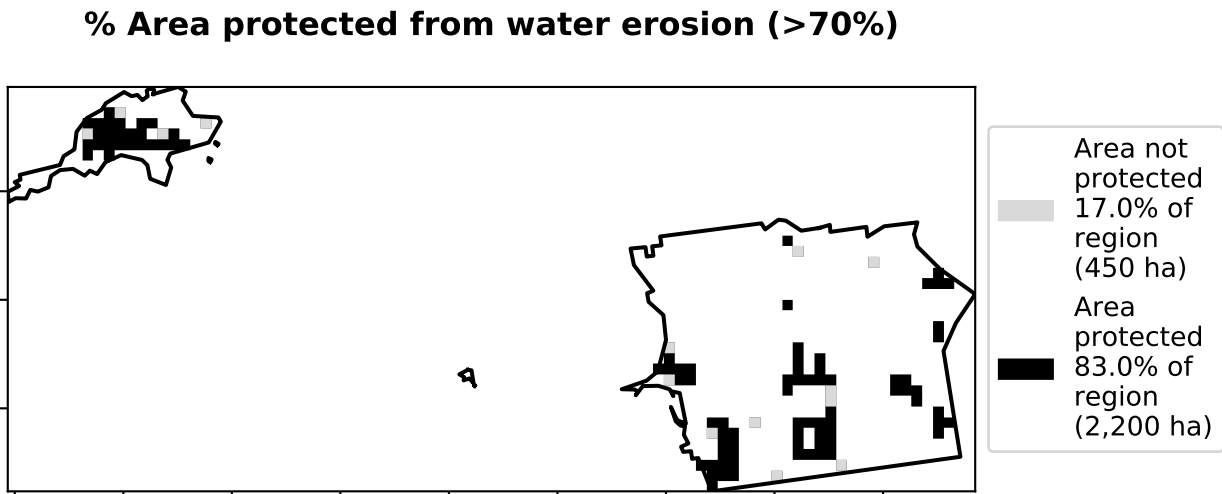 % Area protected from water erosion (>70%)
Area not
protected
17.0% of
region
(450 ha)
Area
protected
83.0% of
region
(2,200 ha)